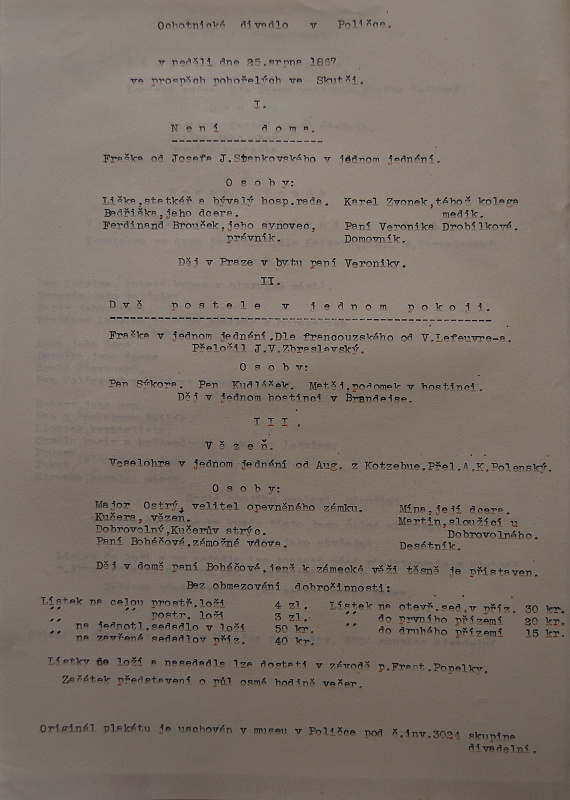 Ochotnické divadlo v Poličce.
v neděli dne 25.srpna 1867
ve prospěch pohořelých ve Skutči.
I.
Není doma.
Fraška od Josefa J.Stankovského v jednom jednání.
Osoby:
Liška,statkář a bývalý hosp.rada. Karel Zvonek,téhož kolega
Bedřiška,jeho dcera. medik.
Ferdinand Brouček,jeho synovec, Paní Veronika Drobílková.
právník. Domovník.
Děj v Praze v bytu paní Veroniky.
II.
Dvě postele v jednom pokoji.
Fraška v jednom jednání.Dle francouzského od V.Lefeuvre-a.
Přeložil J.V.Zbraslavský.
Osoby:
Pan Sýkora. Pan Kudláček. Matěj,podomek v hostinci.
Děj v jednom hostinci v Brandejse.
III.
Vězeň.
Veselohra v jednom jednání od Aug. z Kotzebue.Přel.A.K.Polenský.
Osoby:
Major Ostrý, velitel opevněného zámku. Mína,její dcera.
Kučera, vězeň. Martin,sloužící u
Dobrovolný,Kučerův strýc. Dobrovolného.
Paní Boháčová,zámožná vdova. Desátník.
Děj v domě paní Boháčové,jenž k zámecké věži těsně je přistaven.
Bez obmezování dobročinnosti:
Lístek na celou prostř.loži 4 zl. Lístek na otevř.sed.v příz. 30 kr.
,, ,, postr. loži 3 zl. ,, do prvního přízemí 20 kr.
,, na jednotl.sedadlo v loži 50 kr. ,, do druhého přízemí 15 kr.
,, na zavřené sedadlov příz. 40 kr.
Lístky do loží a nasedadla lze dostati v závodě p.Frant.Popelky.
Začátek představení o půl osmé hodině večer.
Originál plakátu je uschován v museu v Poličce pod č.inv.3024 skupina
divadelní.